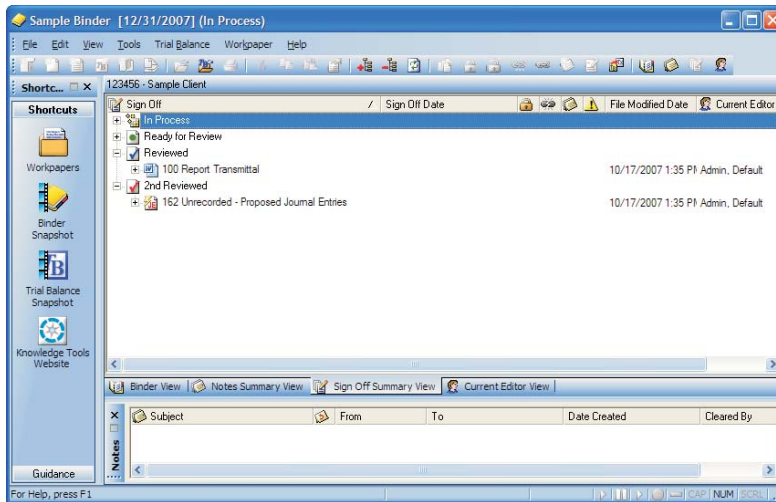 Sample Binder [12/31/2007] (In Process)
File Edit View Tools Trial Balance Workpaper Help
Shortc...
123456 - Sample Client
Shortcuts
Sign Off / Sign Off Date File Modified Date Current Editor
In Process
Ready for Review
Reviewed
100 Report Transmittal 10/17/2007 1:35 PM Admin, Default
2nd Reviewed
162 Unrecorded - Proposed Journal Entries 10/17/2007 1:35 PM Admin, Default
Workpapers
Binder
Snapshot
Trial Balance
Snapshot
Knowledge Tools
Website
Binder View Notes Summary View Sign Off Summary View Current Editor View
Notes
Subject From To Date Created Cleared By
Guidance
For Help, press F1 CAP NUM SCRL